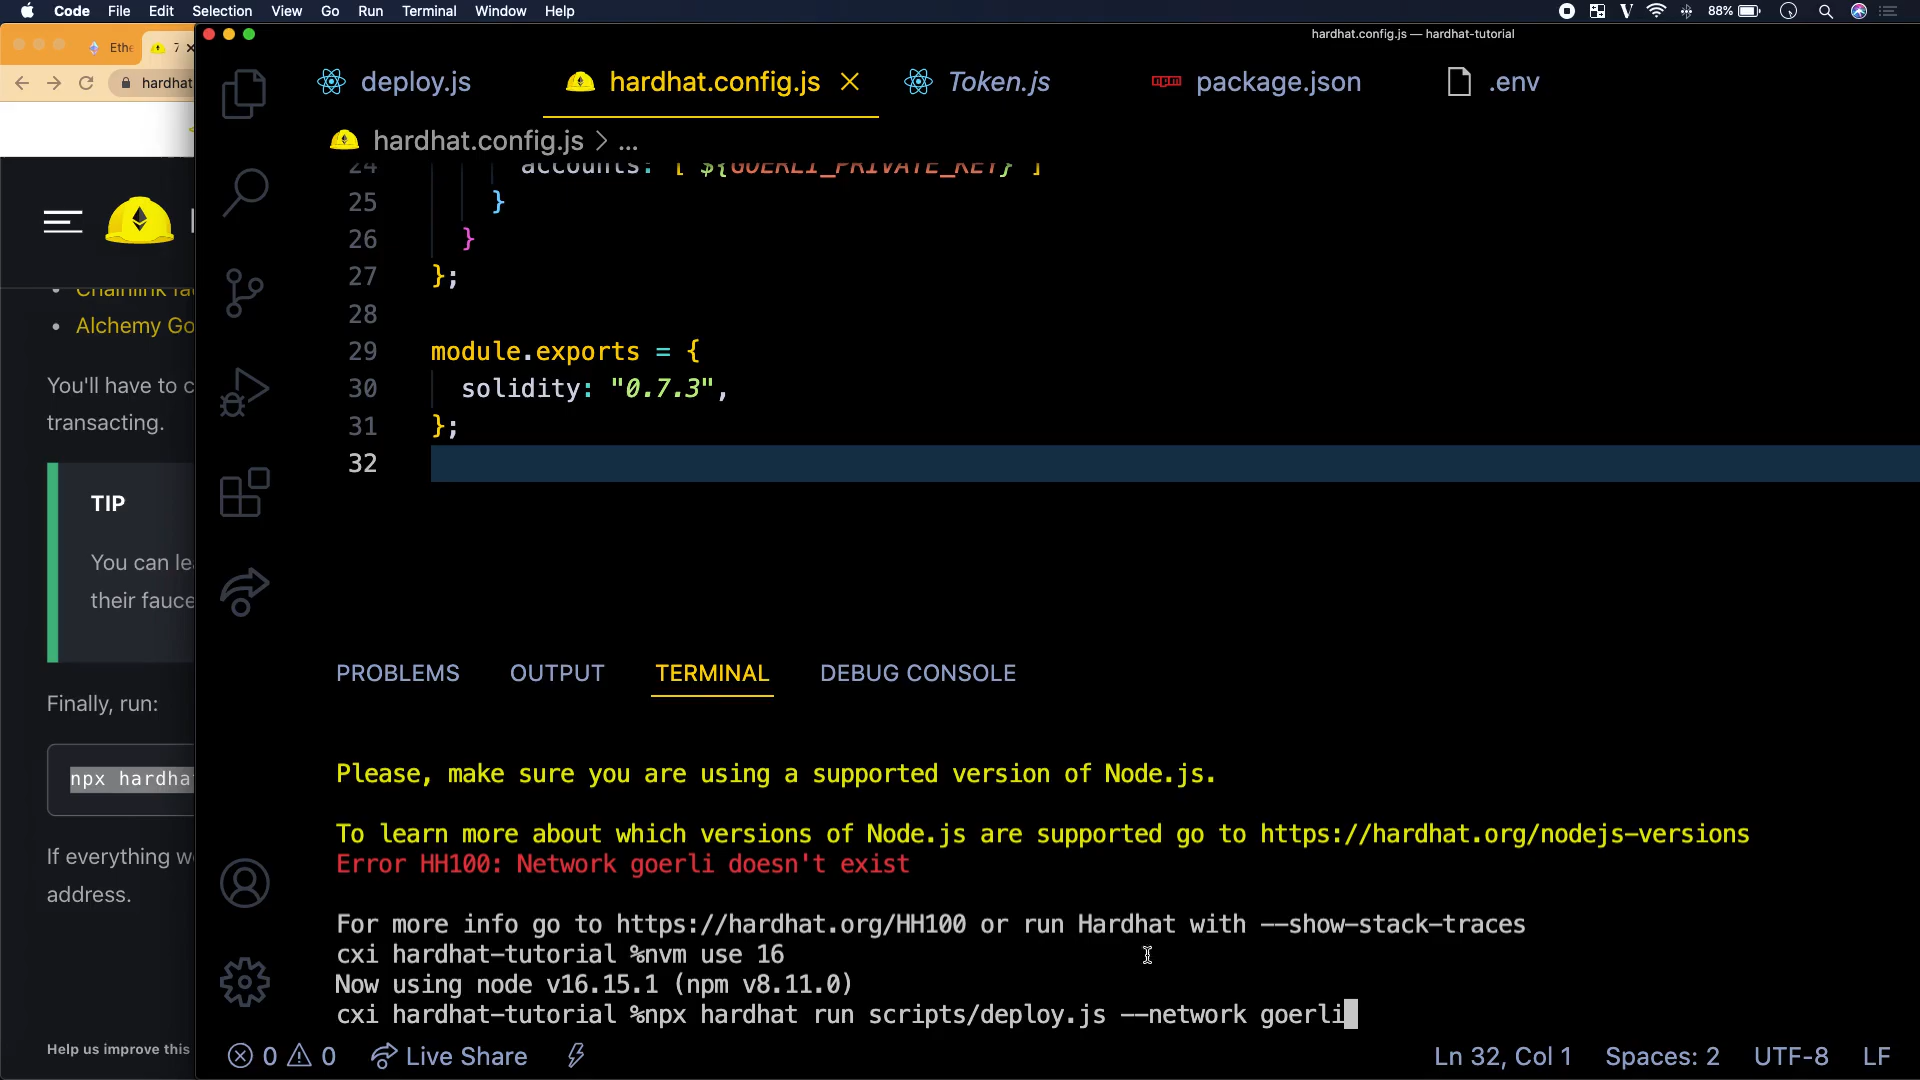 Code File Edit Selection View Go Run Terminal Window Help
88%
hardhat.config.js — hardhat-tutorial
Ethe
7
hardhat
deploy.js
hardhat.config.js
Token.js
package.json
.env
hardhat.config.js > ...
24 accounts: [`${GOERLI_PRIVATE_KEY}`]
25 }
26 }
27 };
28
29 module.exports = {
30 solidity: "0.7.3",
31 };
32
Alchemy Go
You'll have to c
transacting.
TIP
You can lea
their fauce
Finally, run:
npx hardha
If everything w
address.
Help us improve this
PROBLEMS OUTPUT TERMINAL DEBUG CONSOLE
Please, make sure you are using a supported version of Node.js.
To learn more about which versions of Node.js are supported go to https://hardhat.org/nodejs-versions
Error HH100: Network goerli doesn't exist
For more info go to https://hardhat.org/HH100 or run Hardhat with --show-stack-traces
cxi hardhat-tutorial %nvm use 16
Now using node v16.15.1 (npm v8.11.0)
cxi hardhat-tutorial %npx hardhat run scripts/deploy.js --network goerli
0 0 Live Share
Ln 32, Col 1 Spaces: 2 UTF-8 LF